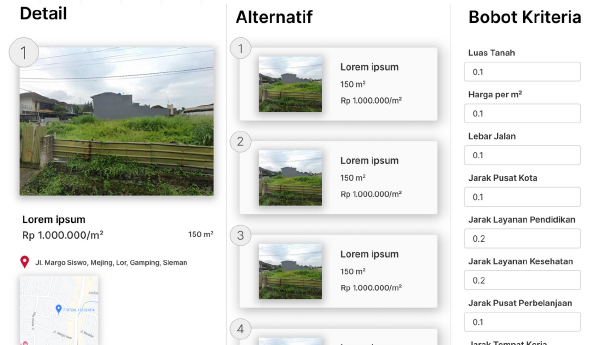 Detail
1
Lorem ipsum
Rp 1.000.000/m²
150 m²
Jl. Margo Siswo, Mejing, Lor, Gamping, Sleman
Alternatif
1
Lorem ipsum
150 m²
Rp 1.000.000/m²
2
Lorem ipsum
150 m²
Rp 1.000.000/m²
3
Lorem ipsum
150 m²
Rp 1.000.000/m²
4
Bobot Kriteria
Luas Tanah
0.1
Harga per m²
0.1
Lebar Jalan
0.1
Jarak Pusat Kota
0.1
Jarak Layanan Pendidikan
0.2
Jarak Layanan Kesehatan
0.2
Jarak Pusat Perbelanjaan
0.1
Jarak Tempat Kerja